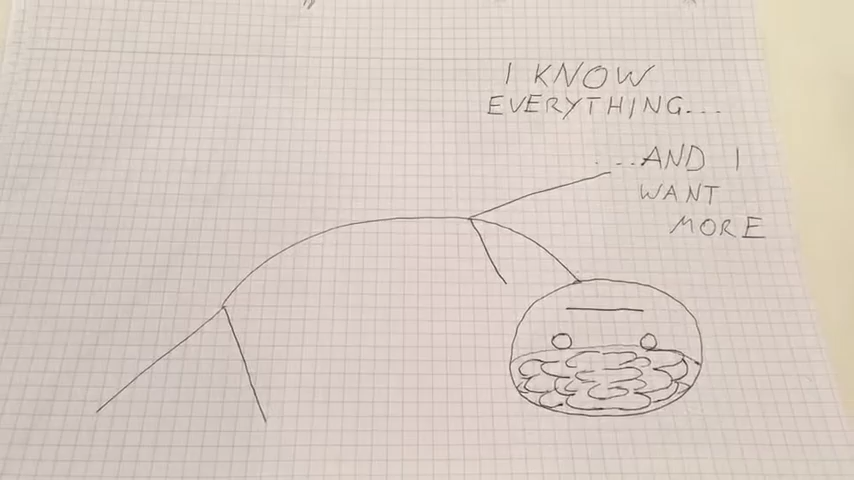 I KNOW
EVERYTHING...
....AND I
WANT
MORE